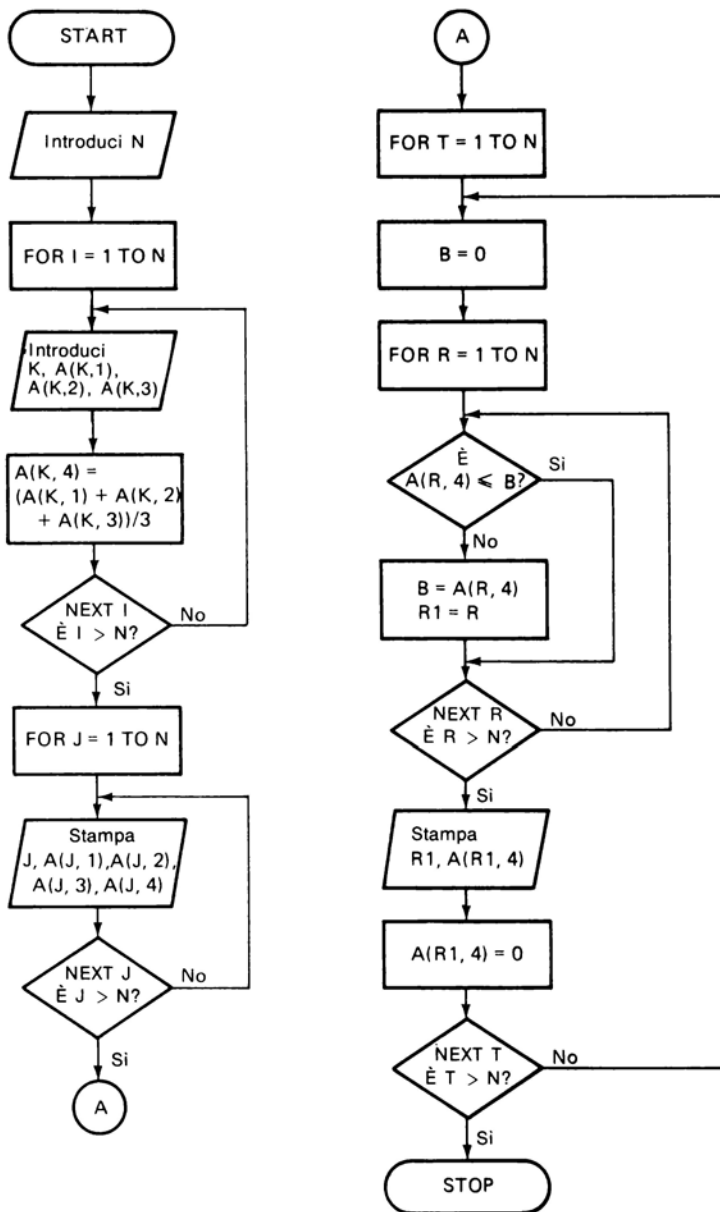 START
Introduci N
FOR I = 1 TO N
Introduci
K, A(K,1),
A(K,2), A(K,3)
A(K, 4) =
(A(K, 1) + A(K, 2)
+ A(K, 3))/3
NEXT I
È I > N?
No
Si
FOR J = 1 TO N
Stampa
J, A(J, 1),A(J, 2),
A(J, 3), A(J, 4)
NEXT J
È J > N?
No
Si
A
A
FOR T = 1 TO N
B = 0
FOR R = 1 TO N
È
A(R, 4) ≤ B?
Si
No
B = A(R, 4)
R1 = R
NEXT R
È R > N?
No
Si
Stampa
R1, A(R1, 4)
A(R1, 4) = 0
NEXT T
È T > N?
No
Si
STOP